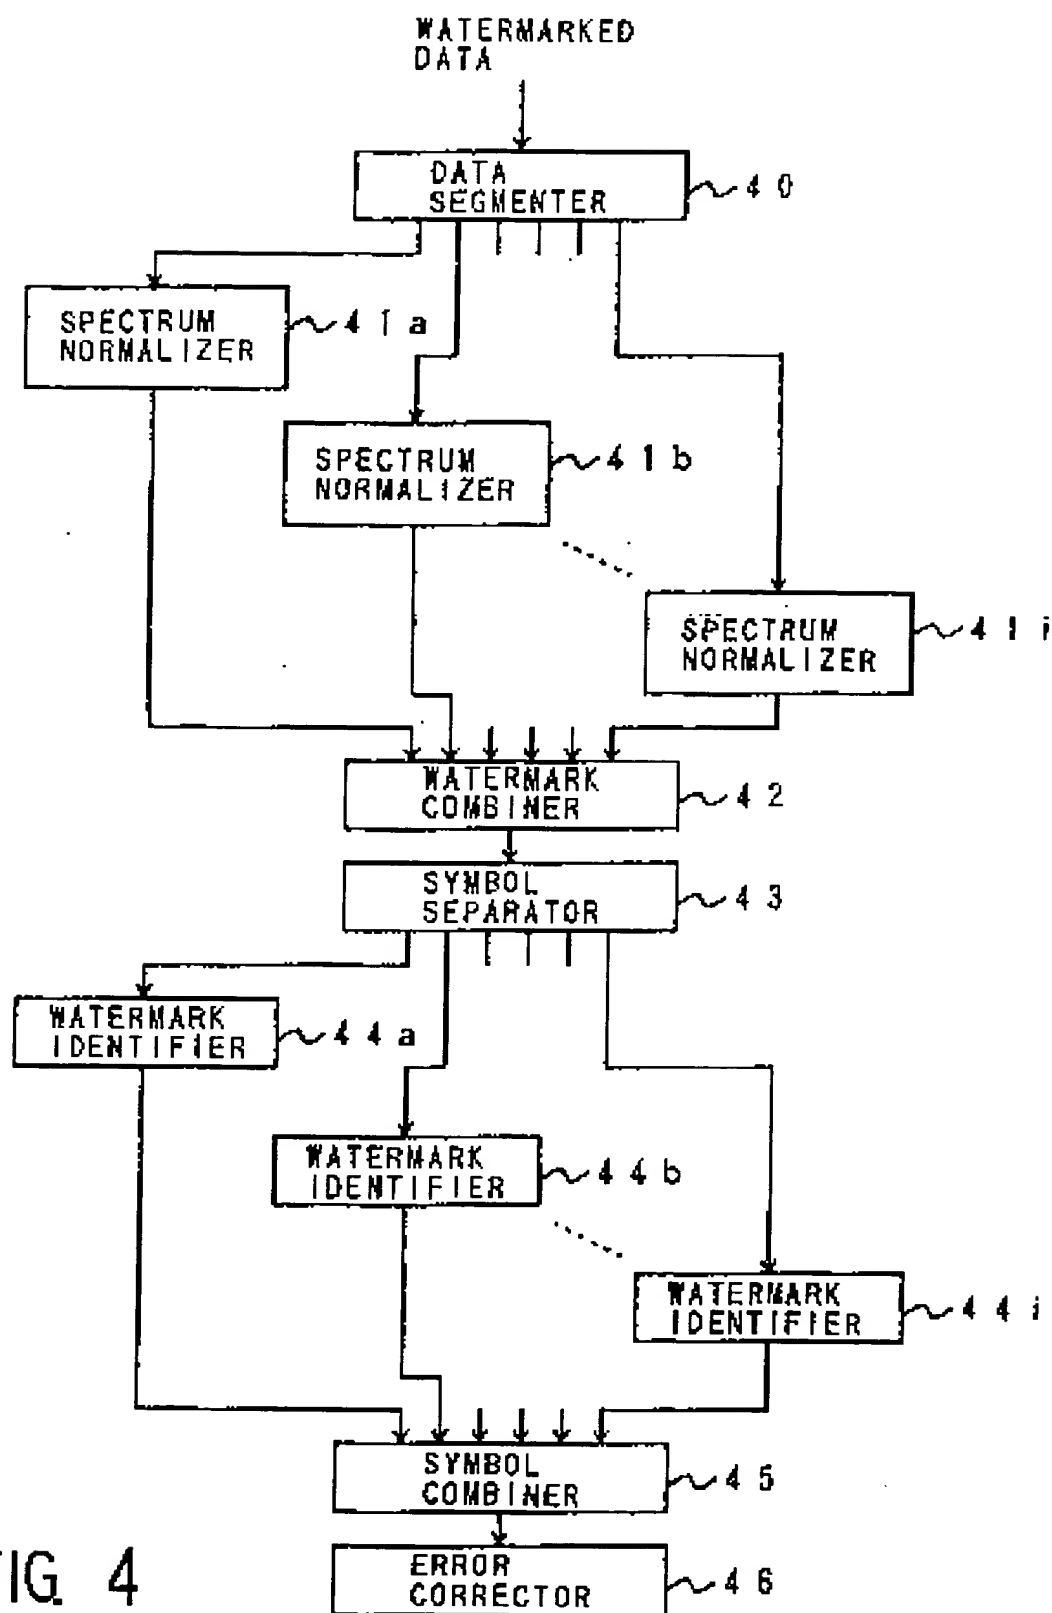 WATERMARKED
DATA
DATA
SEGMENTER
40
SPECTRUM
NORMALIZER
41a
SPECTRUM
NORMALIZER
41b
SPECTRUM
NORMALIZER
41i
WATERMARK
COMBINER
42
SYMBOL
SEPARATOR
43
WATERMARK
IDENTIFIER
44a
WATERMARK
IDENTIFIER
44b
WATERMARK
IDENTIFIER
44i
SYMBOL
COMBINER
45
ERROR
CORRECTOR
46
FIG. 4